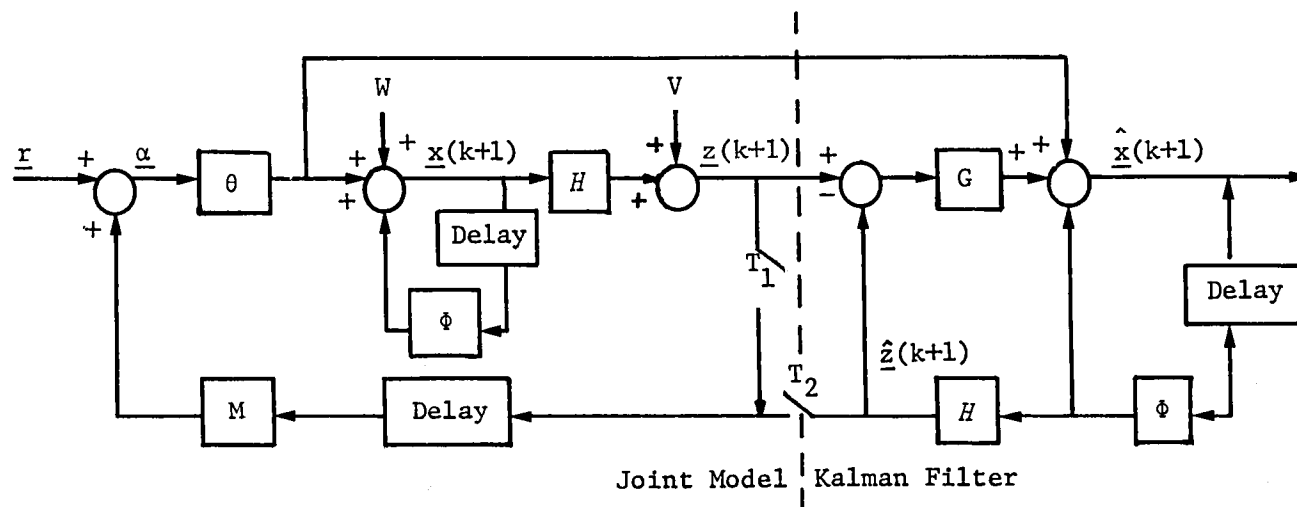 W
V
r + α θ + + x(k+1) H + z(k+1) + G + + x̂(k+1)
+ + + −
Delay
T1
Delay
Φ
ẑ(k+1)
T2
M Delay H Φ
Joint Model Kalman Filter